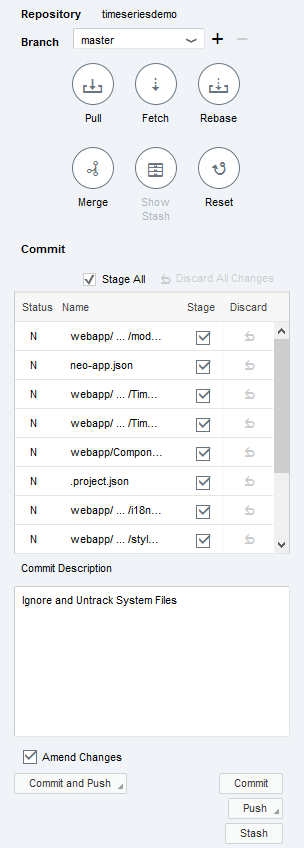 Repository timeseriesdemo
Branch master
Pull Fetch Rebase
Merge Show Stash Reset
Commit
Stage All Discard All Changes
Status Name Stage Discard
N webapp/ ... /mod...
N neo-app.json
N webapp/ ... /Tim...
N webapp/ ... /Tim...
N webapp/Compon...
N .project.json
N webapp/ ... /i18n...
N webapp/ ... /styl...
Commit Description
Ignore and Untrack System Files
Amend Changes
Commit and Push Commit
Push
Stash